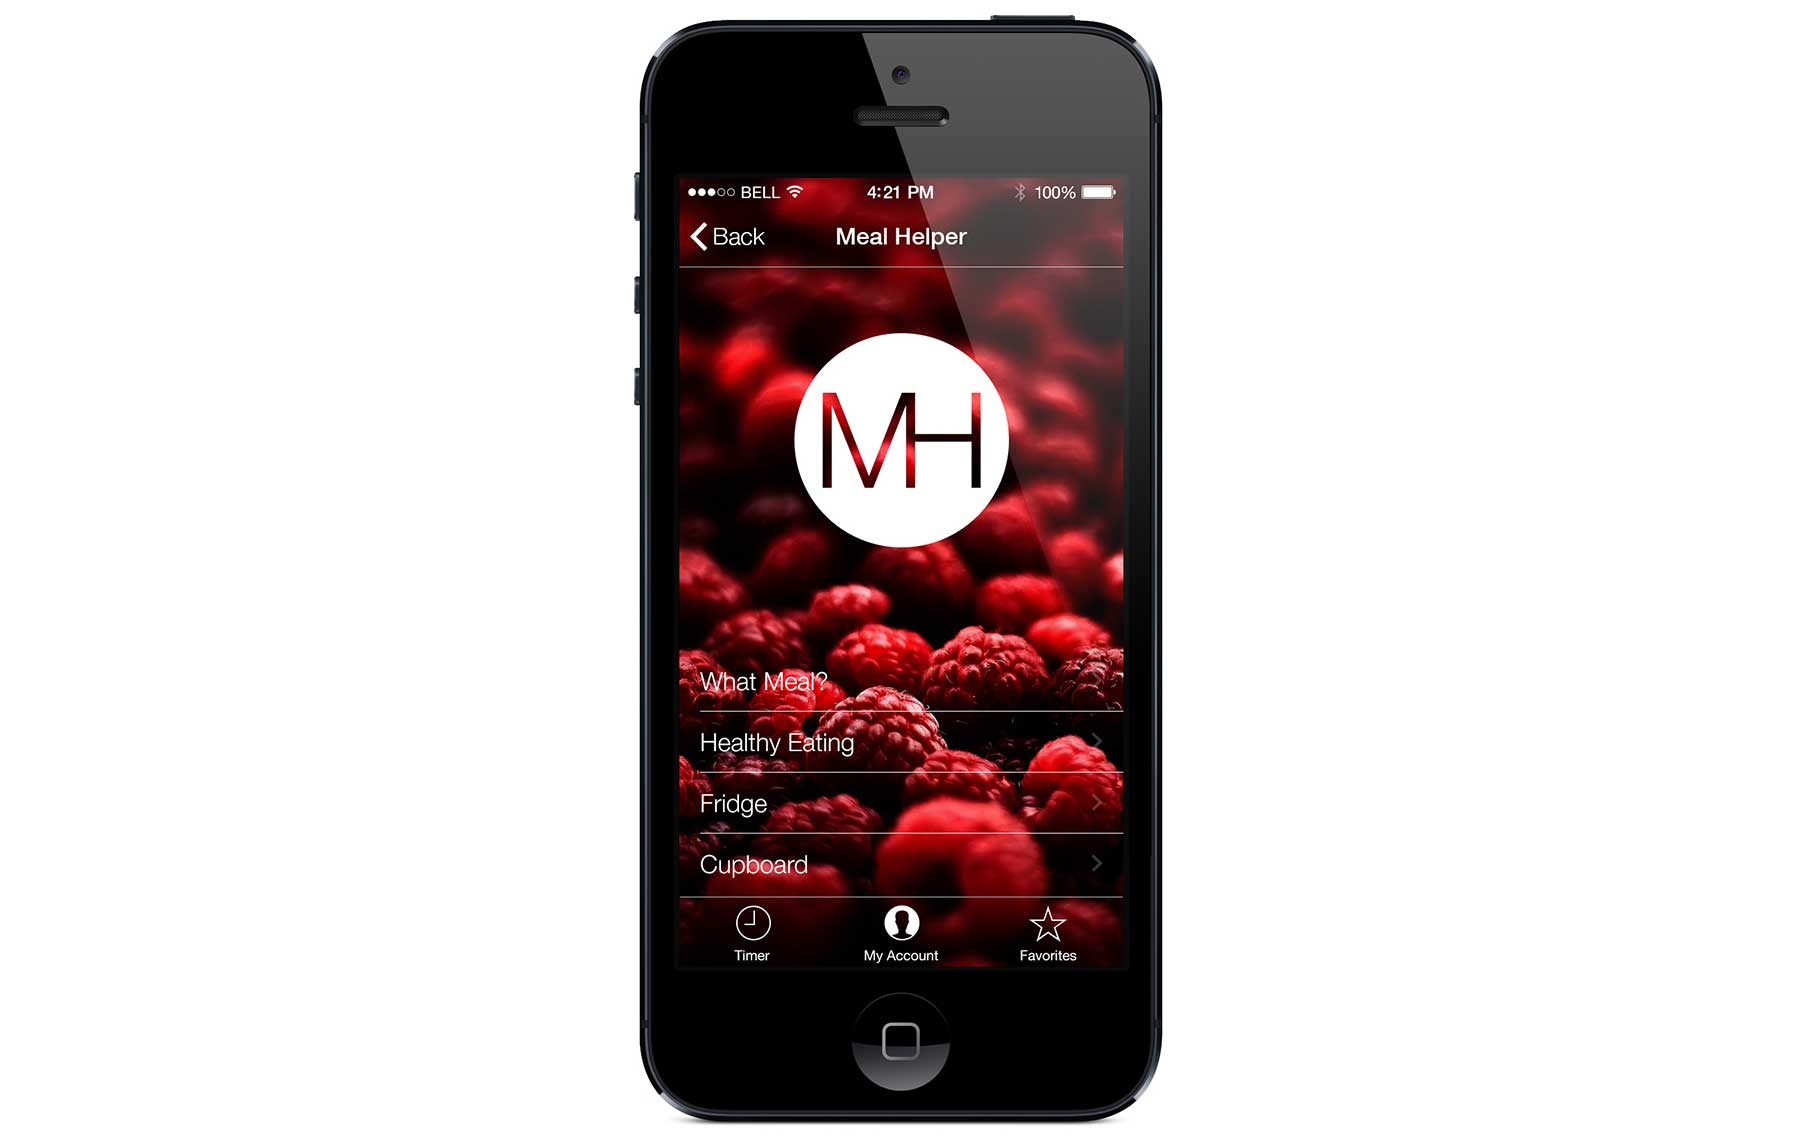 BELL 4:21 PM 100%
Back Meal Helper
MH
What Meal?
Healthy Eating
Fridge
Cupboard
Timer My Account Favorites